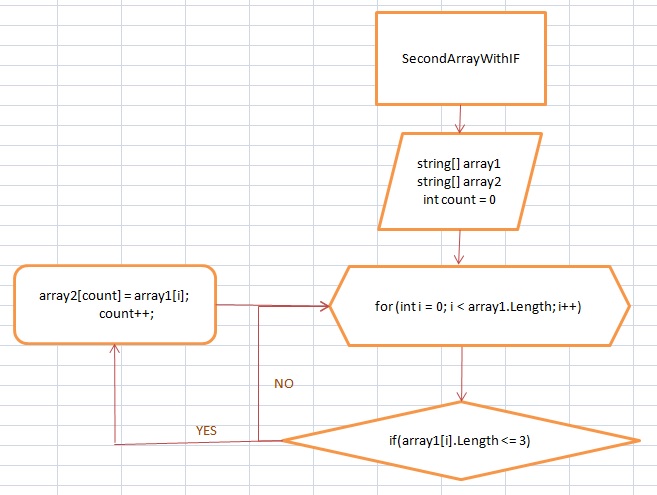 SecondArrayWithIF
string[] array1
string[] array2
int count = 0
for (int i = 0; i < array1.Length; i++)
array2[count] = array1[i];
count++;
NO
YES
if(array1[i].Length <= 3)